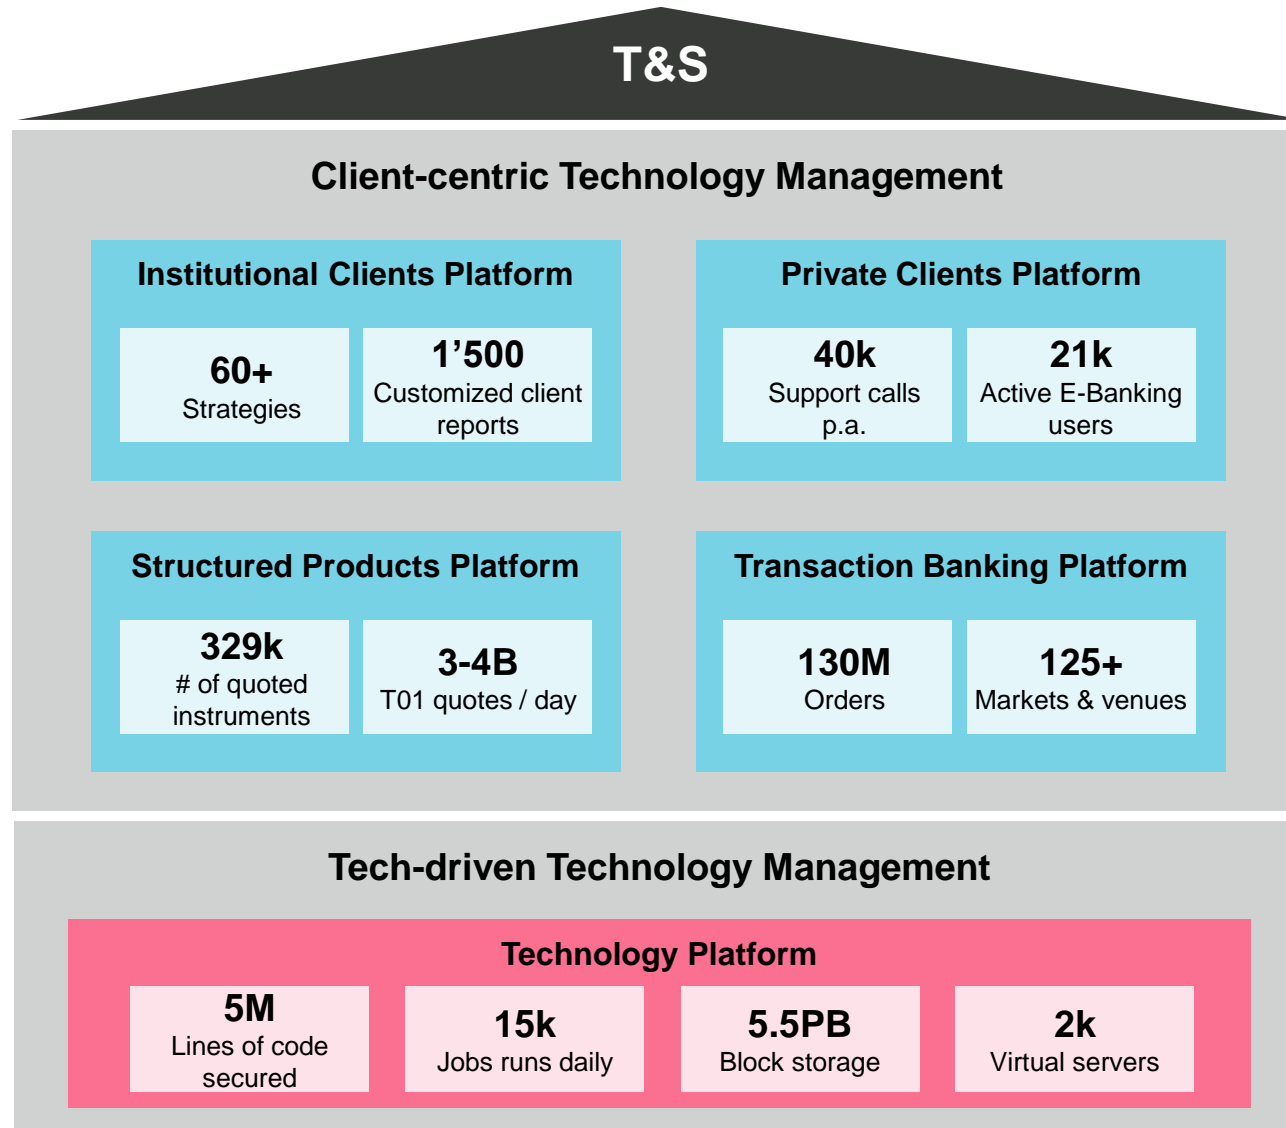 T&S
Client-centric Technology Management
Institutional Clients Platform
60+
Strategies
1’500
Customized client
reports
Private Clients Platform
40k
Support calls
p.a.
21k
Active E-Banking
users
Structured Products Platform
329k
# of quoted
instruments
3-4B
T01 quotes / day
Transaction Banking Platform
130M
Orders
125+
Markets & venues
Tech-driven Technology Management
Technology Platform
5M
Lines of code
secured
15k
Jobs runs daily
5.5PB
Block storage
2k
Virtual servers